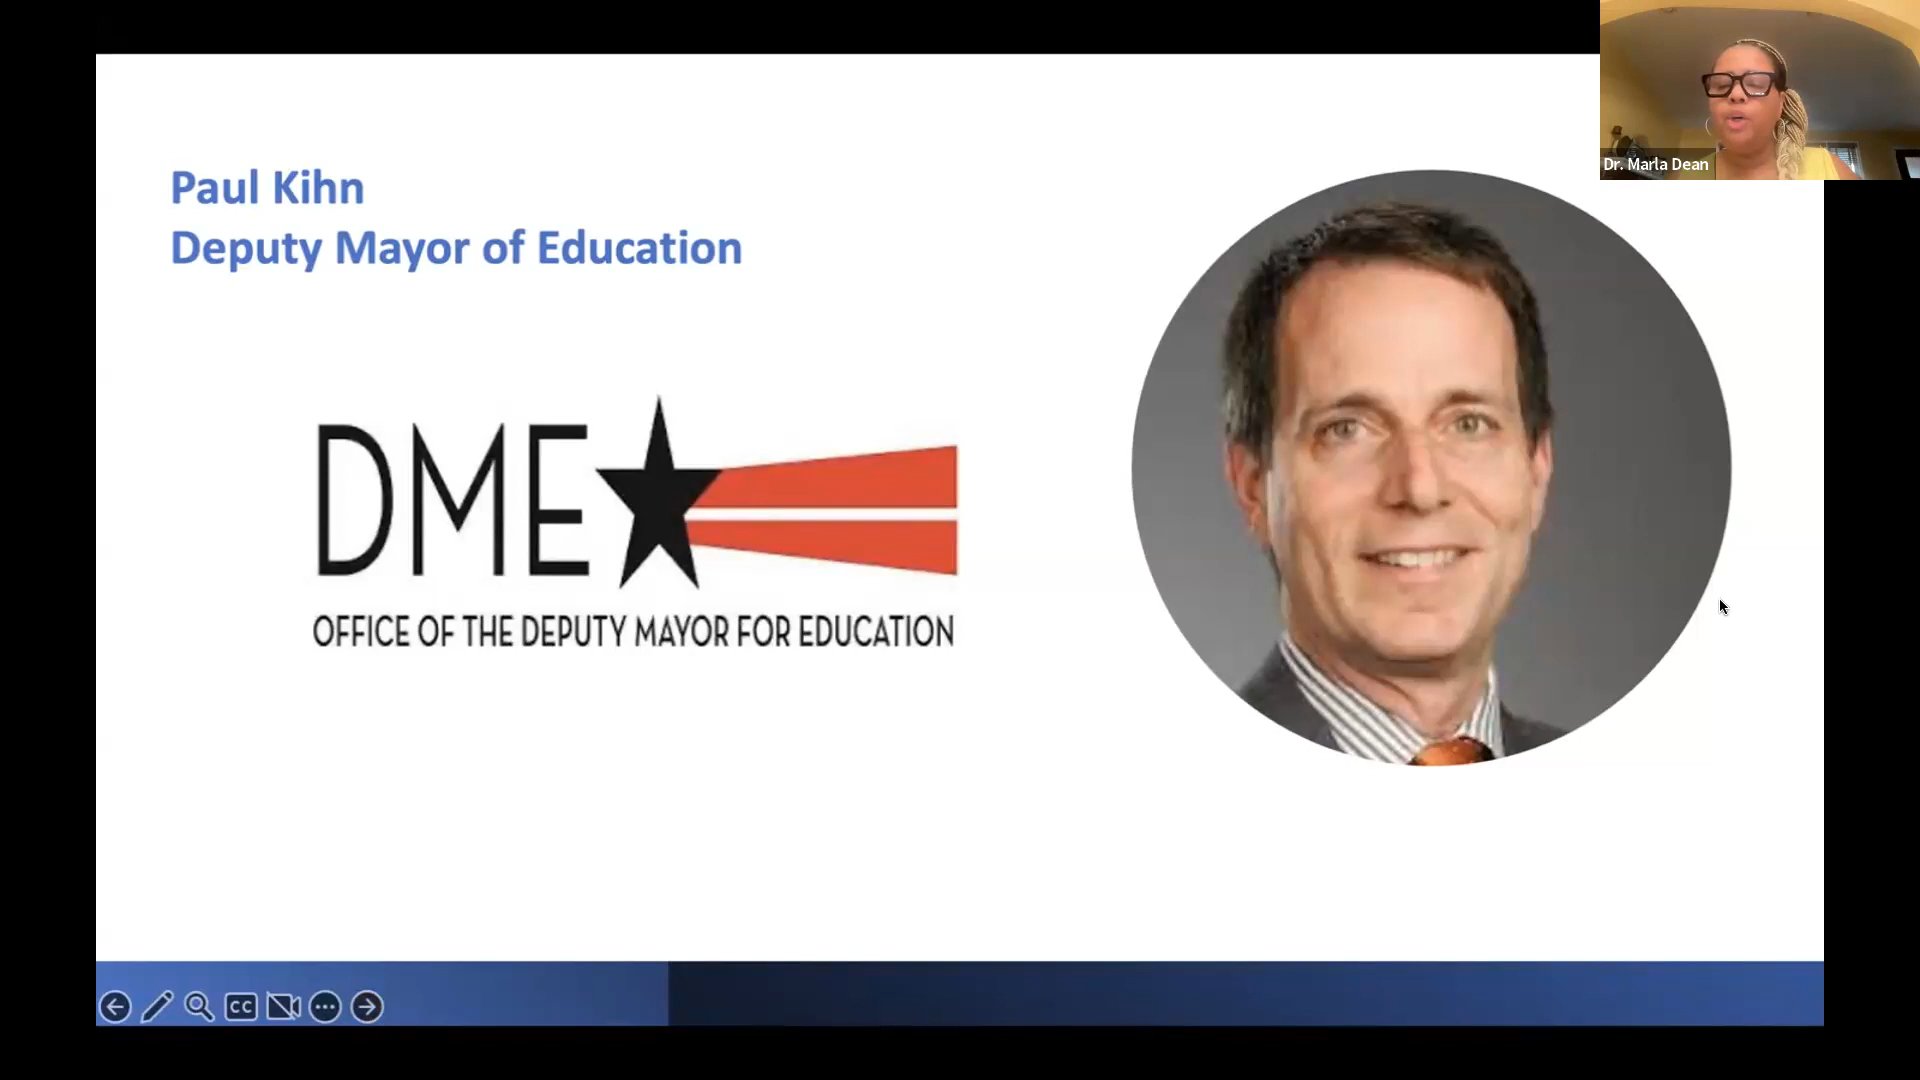 Paul Kihn
Deputy Mayor of Education
DME
OFFICE OF THE DEPUTY MAYOR FOR EDUCATION
Dr. Marla Dean
CC